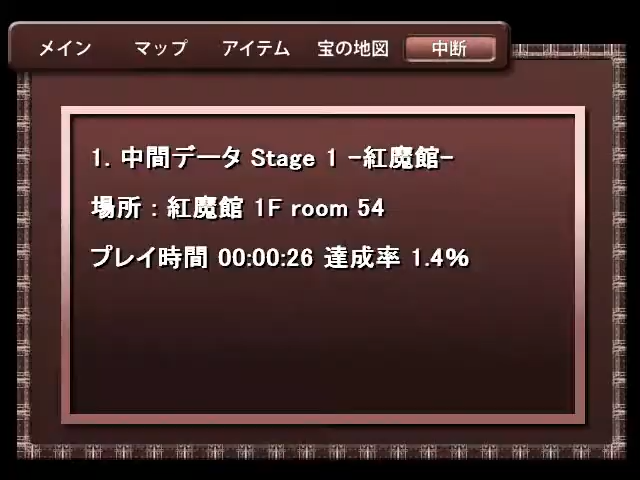 メイン マップ アイテム 宝の地図 中断
1. 中間データ Stage 1 -紅魔館-
場所 : 紅魔館 1F room 54
プレイ時間 00:00:26 達成率 1.4%